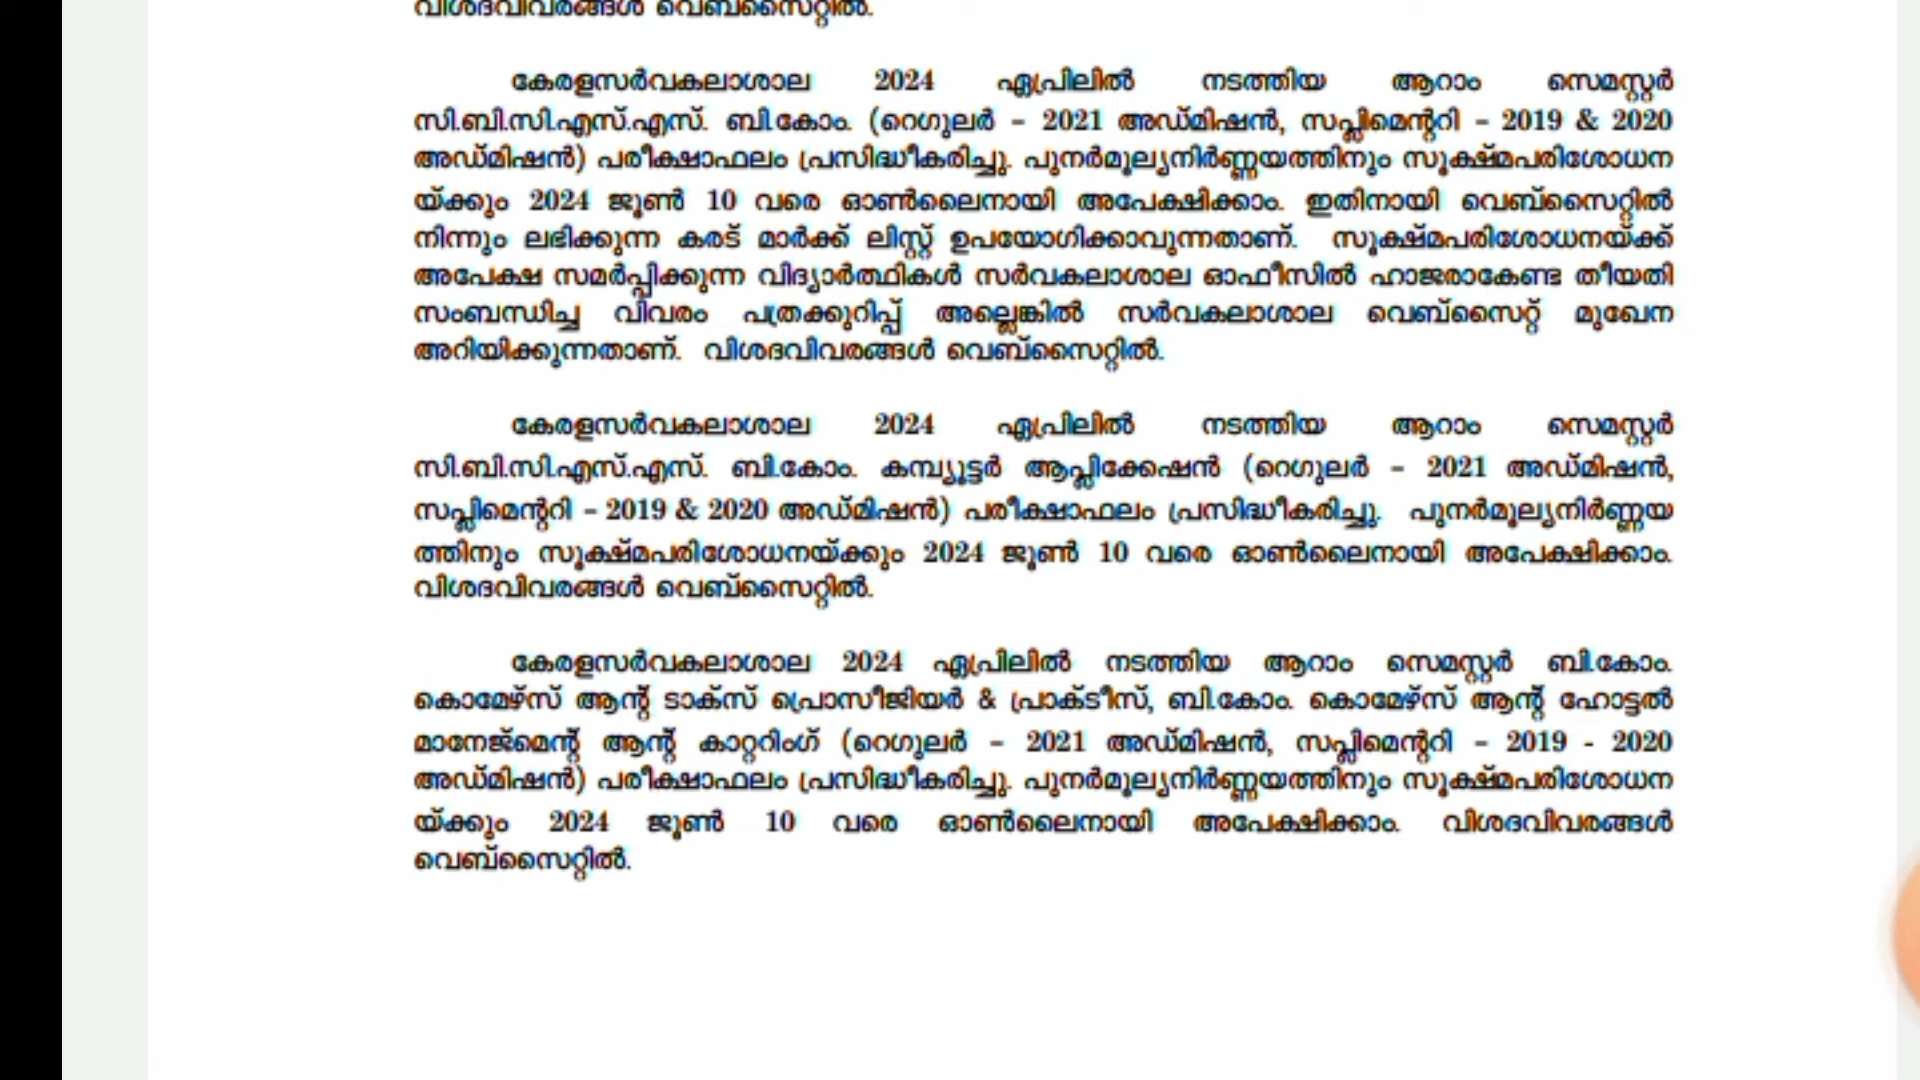 വിശദവിവരങ്ങൾ വെബ്സൈറ്റിൽ.
കേരളസർവകലാശാല 2024 ഏപ്രിലിൽ നടത്തിയ ആറാം സെമസ്റ്റർ
സി.ബി.സി.എസ്.എസ്. ബി.കോം. (റെഗുലർ – 2021 അഡ്മിഷൻ, സപ്ലിമെന്ററി – 2019 & 2020
അഡ്മിഷൻ) പരീക്ഷാഫലം പ്രസിദ്ധീകരിച്ചു. പുനർമൂല്യനിർണ്ണയത്തിനും സൂക്ഷ്മപരിശോധന
യ്ക്കും 2024 ജൂൺ 10 വരെ ഓൺലൈനായി അപേക്ഷിക്കാം. ഇതിനായി വെബ്സൈറ്റിൽ
നിന്നും ലഭിക്കുന്ന കരട് മാർക്ക് ലിസ്റ്റ് ഉപയോഗിക്കാവുന്നതാണ്. സൂക്ഷ്മപരിശോധനയ്ക്ക്
അപേക്ഷ സമർപ്പിക്കുന്ന വിദ്യാർത്ഥികൾ സർവകലാശാല ഓഫീസിൽ ഹാജരാകേണ്ട തീയതി
സംബന്ധിച്ച വിവരം പത്രക്കുറിപ്പ് അല്ലെങ്കിൽ സർവകലാശാല വെബ്സൈറ്റ് മുഖേന
അറിയിക്കുന്നതാണ്. വിശദവിവരങ്ങൾ വെബ്സൈറ്റിൽ.
കേരളസർവകലാശാല 2024 ഏപ്രിലിൽ നടത്തിയ ആറാം സെമസ്റ്റർ
സി.ബി.സി.എസ്.എസ്. ബി.കോം. കമ്പ്യൂട്ടർ ആപ്ലിക്കേഷൻ (റെഗുലർ – 2021 അഡ്മിഷൻ,
സപ്ലിമെന്ററി – 2019 & 2020 അഡ്മിഷൻ) പരീക്ഷാഫലം പ്രസിദ്ധീകരിച്ചു. പുനർമൂല്യനിർണ്ണയ
ത്തിനും സൂക്ഷ്മപരിശോധനയ്ക്കും 2024 ജൂൺ 10 വരെ ഓൺലൈനായി അപേക്ഷിക്കാം.
വിശദവിവരങ്ങൾ വെബ്സൈറ്റിൽ.
കേരളസർവകലാശാല 2024 ഏപ്രിലിൽ നടത്തിയ ആറാം സെമസ്റ്റർ ബി.കോം.
കൊമേഴ്സ് ആന്റ് ടാക്സ് പ്രൊസീജിയർ & പ്രാക്ടീസ്, ബി.കോം. കൊമേഴ്സ് ആന്റ് ഹോട്ടൽ
മാനേജ്മെന്റ് ആന്റ് കാറ്ററിംഗ് (റെഗുലർ – 2021 അഡ്മിഷൻ, സപ്ലിമെന്ററി – 2019 - 2020
അഡ്മിഷൻ) പരീക്ഷാഫലം പ്രസിദ്ധീകരിച്ചു. പുനർമൂല്യനിർണ്ണയത്തിനും സൂക്ഷ്മപരിശോധന
യ്ക്കും 2024 ജൂൺ 10 വരെ ഓൺലൈനായി അപേക്ഷിക്കാം. വിശദവിവരങ്ങൾ
വെബ്സൈറ്റിൽ.